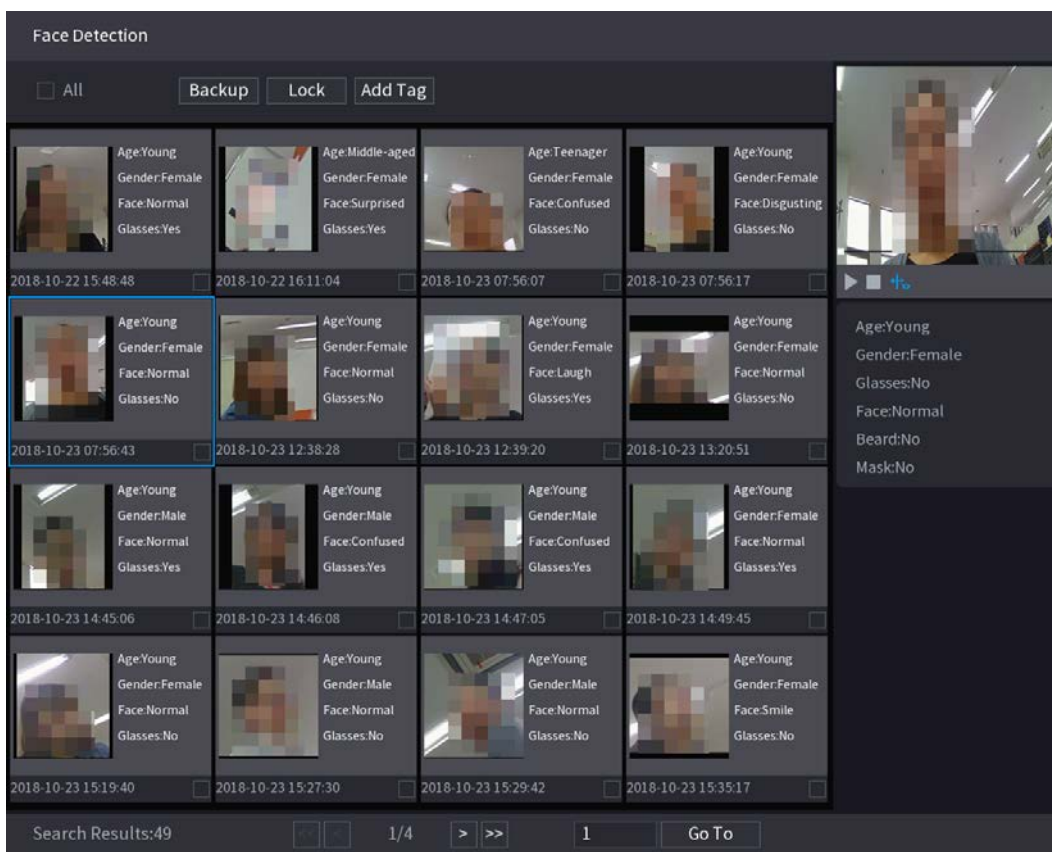 Face Detection
All
Backup
Lock
Add Tag
Age:Young
Gender:Female
Face:Normal
Glasses:Yes
2018-10-22 15:48:48
Age:Middle-aged
Gender:Female
Face:Surprised
Glasses:Yes
2018-10-22 16:11:04
Age:Teenager
Gender:Female
Face:Confused
Glasses:No
2018-10-23 07:56:07
Age:Young
Gender:Female
Face:Disgusting
Glasses:No
2018-10-23 07:56:17
Age:Young
Gender:Female
Face:Normal
Glasses:No
2018-10-23 07:56:43
Age:Young
Gender:Female
Face:Normal
Glasses:No
2018-10-23 12:38:28
Age:Young
Gender:Female
Face:Laugh
Glasses:Yes
2018-10-23 12:39:20
Age:Young
Gender:Female
Face:Normal
Glasses:No
2018-10-23 13:20:51
Age:Young
Gender:Male
Face:Normal
Glasses:Yes
2018-10-23 14:45:06
Age:Young
Gender:Male
Face:Confused
Glasses:Yes
2018-10-23 14:46:08
Age:Young
Gender:Male
Face:Confused
Glasses:Yes
2018-10-23 14:47:05
Age:Young
Gender:Female
Face:Normal
Glasses:Yes
2018-10-23 14:49:45
Age:Young
Gender:Female
Face:Normal
Glasses:No
2018-10-23 15:19:40
Age:Young
Gender:Male
Face:Normal
Glasses:No
2018-10-23 15:27:30
Age:Young
Gender:Male
Face:Normal
Glasses:No
2018-10-23 15:29:42
Age:Young
Gender:Female
Face:Smile
Glasses:No
2018-10-23 15:35:17
Age:Young
Gender:Female
Glasses:No
Face:Normal
Beard:No
Mask:No
Search Results:49
<< < 1/4 > >> 1 Go To